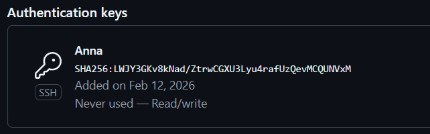 Authentication keys
Anna
SHA256:LWJY3GKv8kNad/ZtrwCGXU3Lyu4rafUzQevMCQUNVxM
SSH
Added on Feb 12, 2026
Never used — Read/write